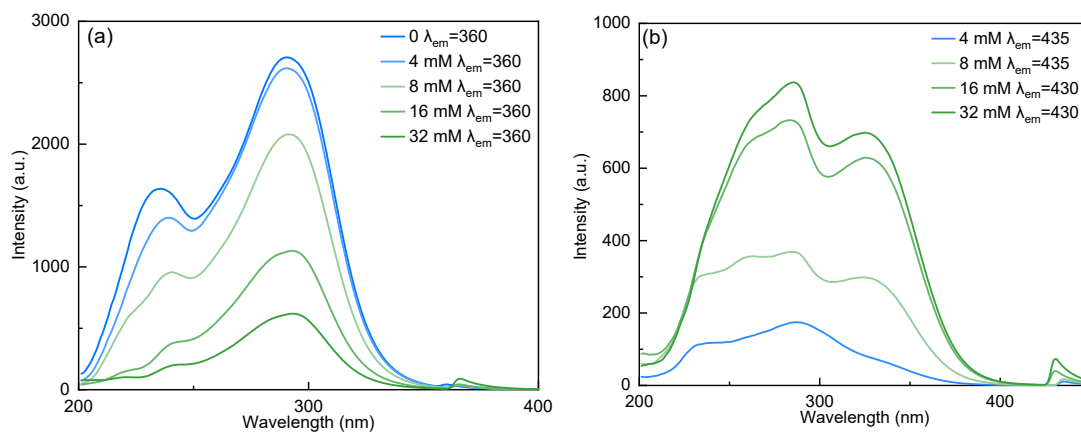 (a)
0 λem=360
4 mM λem=360
8 mM λem=360
16 mM λem=360
32 mM λem=360
3000
2000
1000
0
Intensity (a.u.)
200
300
400
Wavelength (nm)
(b)
4 mM λem=435
8 mM λem=435
16 mM λem=430
32 mM λem=430
1000
800
600
400
200
0
Intensity (a.u.)
200
300
400
Wavelength (nm)